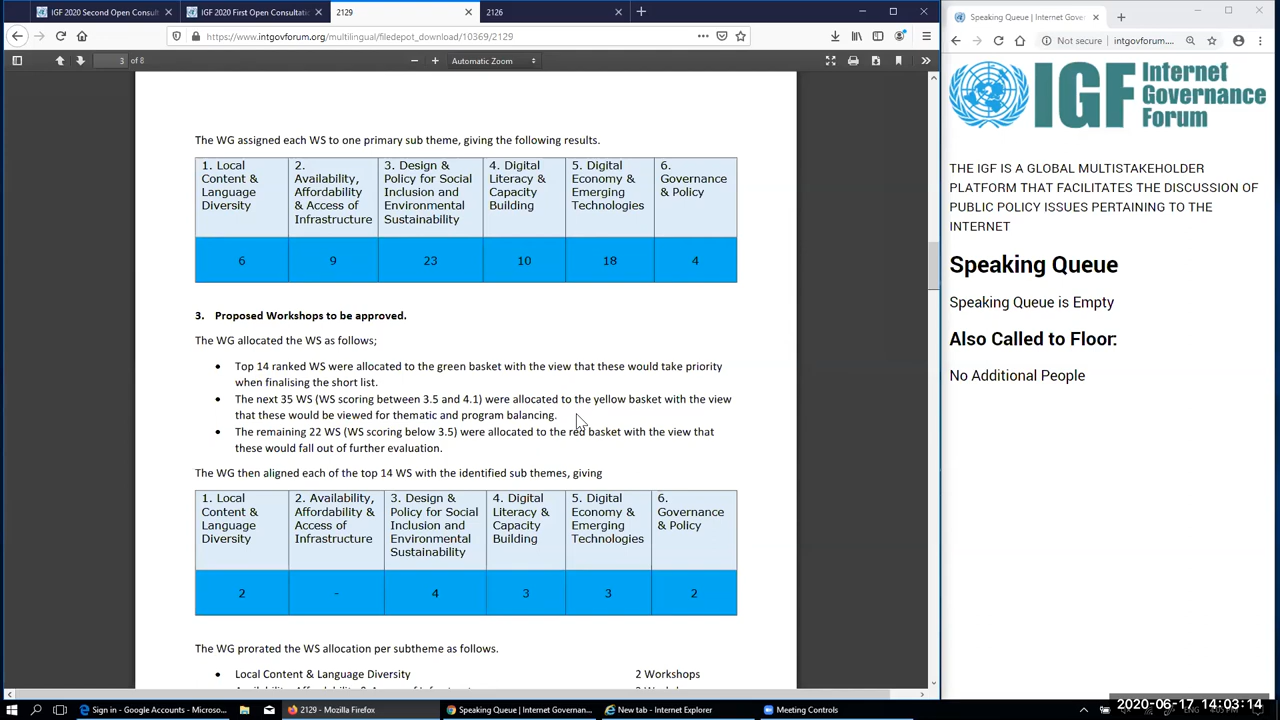 IGF 2020 Second Open Consult
IGF 2020 First Open Consultatio
2129
2126
https://www.intgovforum.org/multilingual/filedepot_download/10369/2129
3
of 8
Automatic Zoom
The WG assigned each WS to one primary sub theme, giving the following results.
1. Local
Content &
Language
Diversity
2.
Availability,
Affordability
& Access of
Infrastructure
3. Design &
Policy for Social
Inclusion and
Environmental
Sustainability
4. Digital
Literacy &
Capacity
Building
5. Digital
Economy &
Emerging
Technologies
6.
Governance
& Policy
6
9
23
10
18
4
3. Proposed Workshops to be approved.
The WG allocated the WS as follows;
• Top 14 ranked WS were allocated to the green basket with the view that these would take priority
when finalising the short list.
• The next 35 WS (WS scoring between 3.5 and 4.1) were allocated to the yellow basket with the view
that these would be viewed for thematic and program balancing.
• The remaining 22 WS (WS scoring below 3.5) were allocated to the red basket with the view that
these would fall out of further evaluation.
The WG then aligned each of the top 14 WS with the identified sub themes, giving
1. Local
Content &
Language
Diversity
2. Availability,
Affordability &
Access of
Infrastructure
3. Design &
Policy for Social
Inclusion and
Environmental
Sustainability
4. Digital
Literacy &
Capacity
Building
5. Digital
Economy &
Emerging
Technologies
6.
Governance
& Policy
2
-
4
3
3
2
The WG prorated the WS allocation per subtheme as follows.
• Local Content & Language Diversity 2 Workshops
Speaking Queue | Internet Gover
Not secure
intgovforum....
IGF
Internet
Governance
Forum
THE IGF IS A GLOBAL MULTISTAKEHOLDER
PLATFORM THAT FACILITATES THE DISCUSSION OF
PUBLIC POLICY ISSUES PERTAINING TO THE
INTERNET
Speaking Queue
Speaking Queue is Empty
Also Called to Floor:
No Additional People
Sign in - Google Accounts - Mozilla...
2129 - Mozilla Firefox
Speaking Queue | Internet Governan...
New tab - Internet Explorer
Meeting Controls
2020-06-17 14:03:14